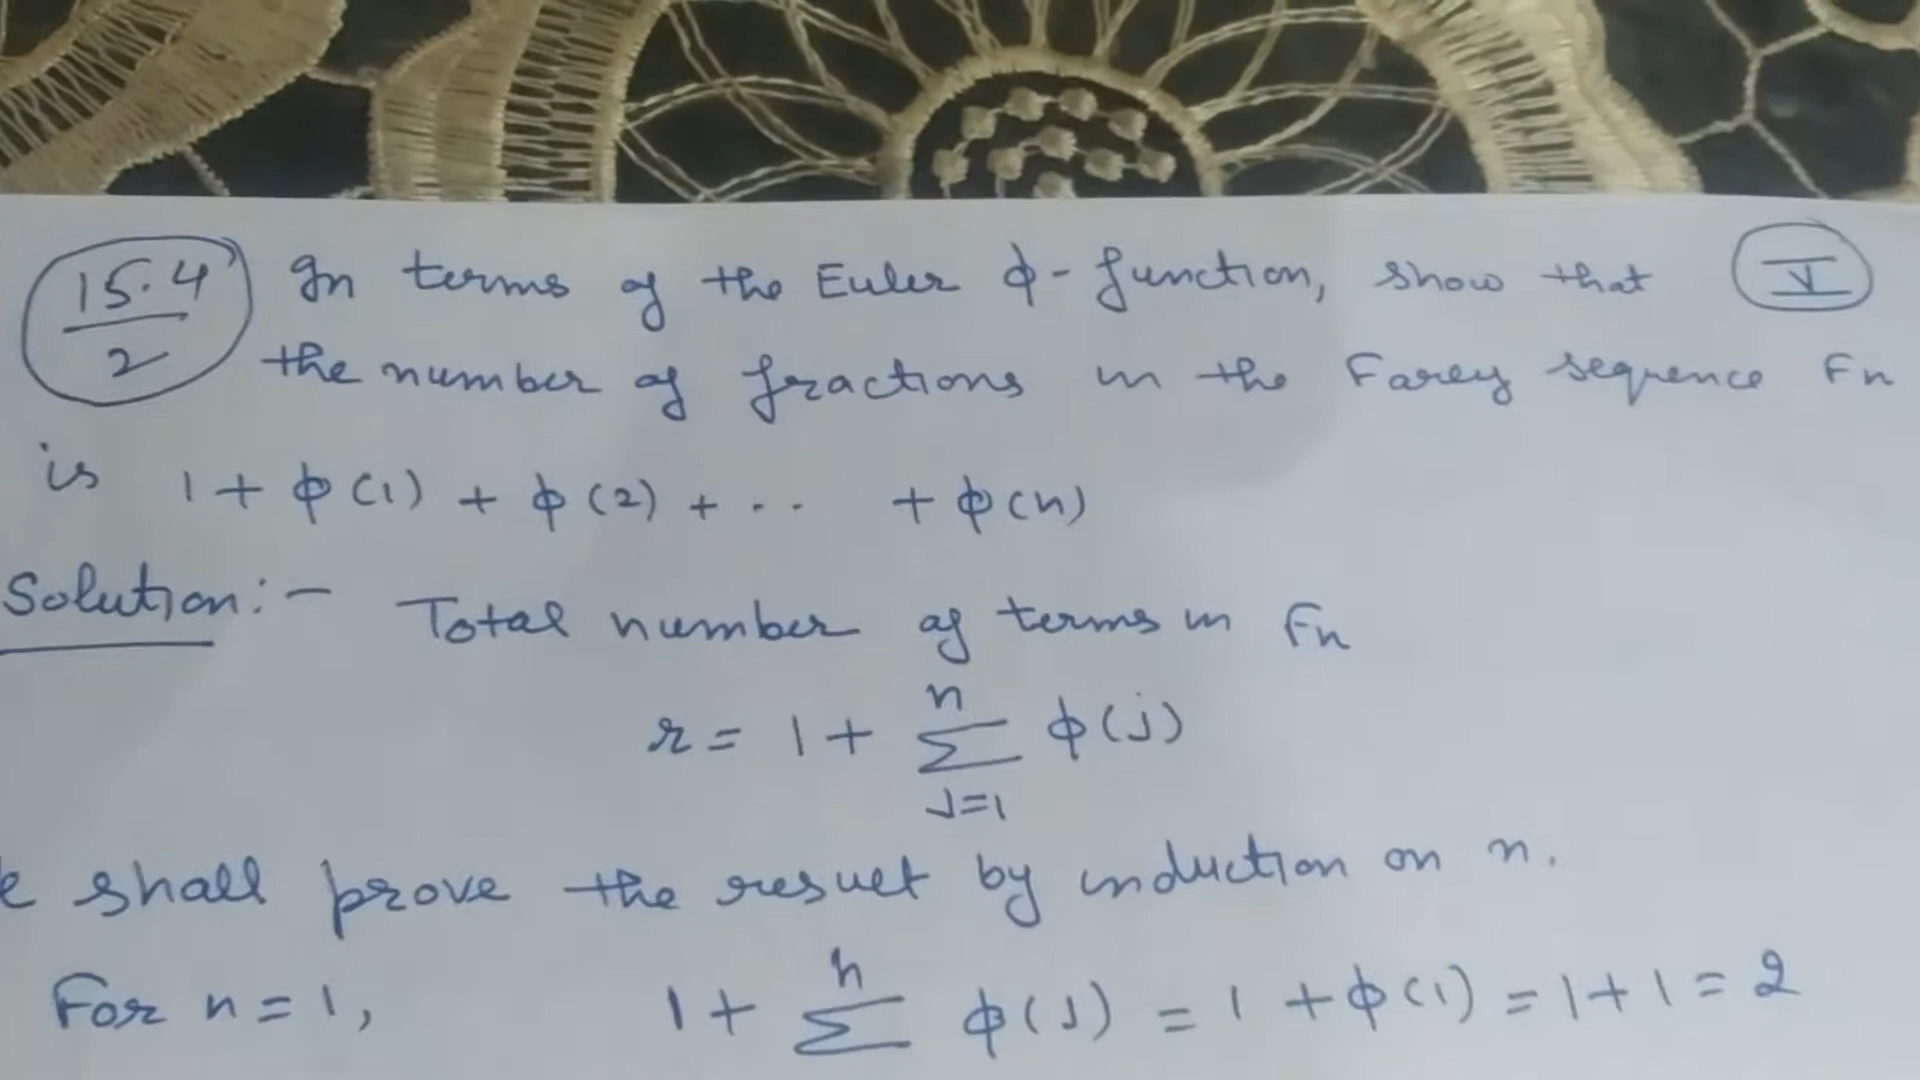 15.4/2 In terms of the Euler ϕ-function, show that V
the number of fractions in the Farey sequence Fn
is 1 + ϕ(1) + ϕ(2) + .. + ϕ(n)
Solution:- Total number of terms in Fn
r = 1 + n∑j=1 ϕ(j)
e shall prove the result by induction on n.
For n = 1, 1 + n∑ ϕ(j) = 1 + ϕ(1) = 1 + 1 = 2